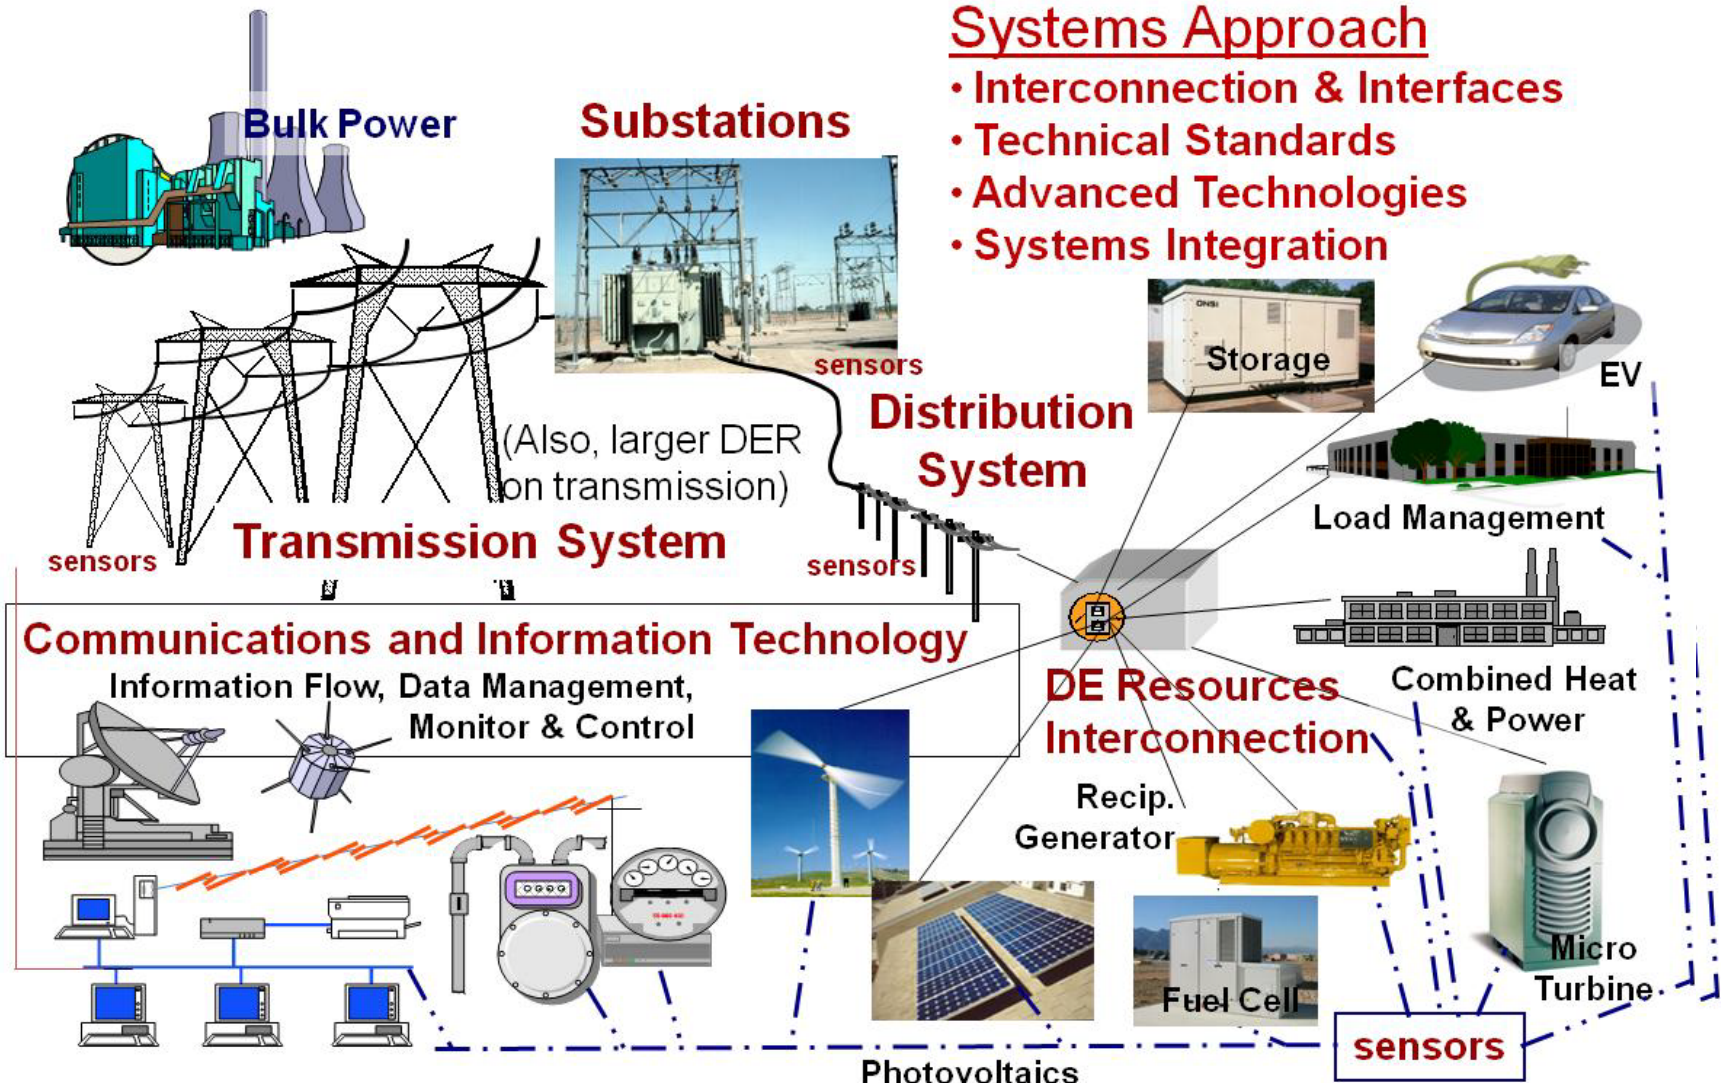 Systems Approach
• Interconnection & Interfaces
• Technical Standards
• Advanced Technologies
• Systems Integration
Bulk Power
Substations
sensors
ONSI
Storage
EV
Distribution
System
(Also, larger DER
on transmission)
Load Management
Transmission System
sensors
sensors
Communications and Information Technology
Information Flow, Data Management,
Monitor & Control
DE Resources
Interconnection
Combined Heat
& Power
Recip.
Generator
Micro
Turbine
Fuel Cell
sensors
Photovoltaics